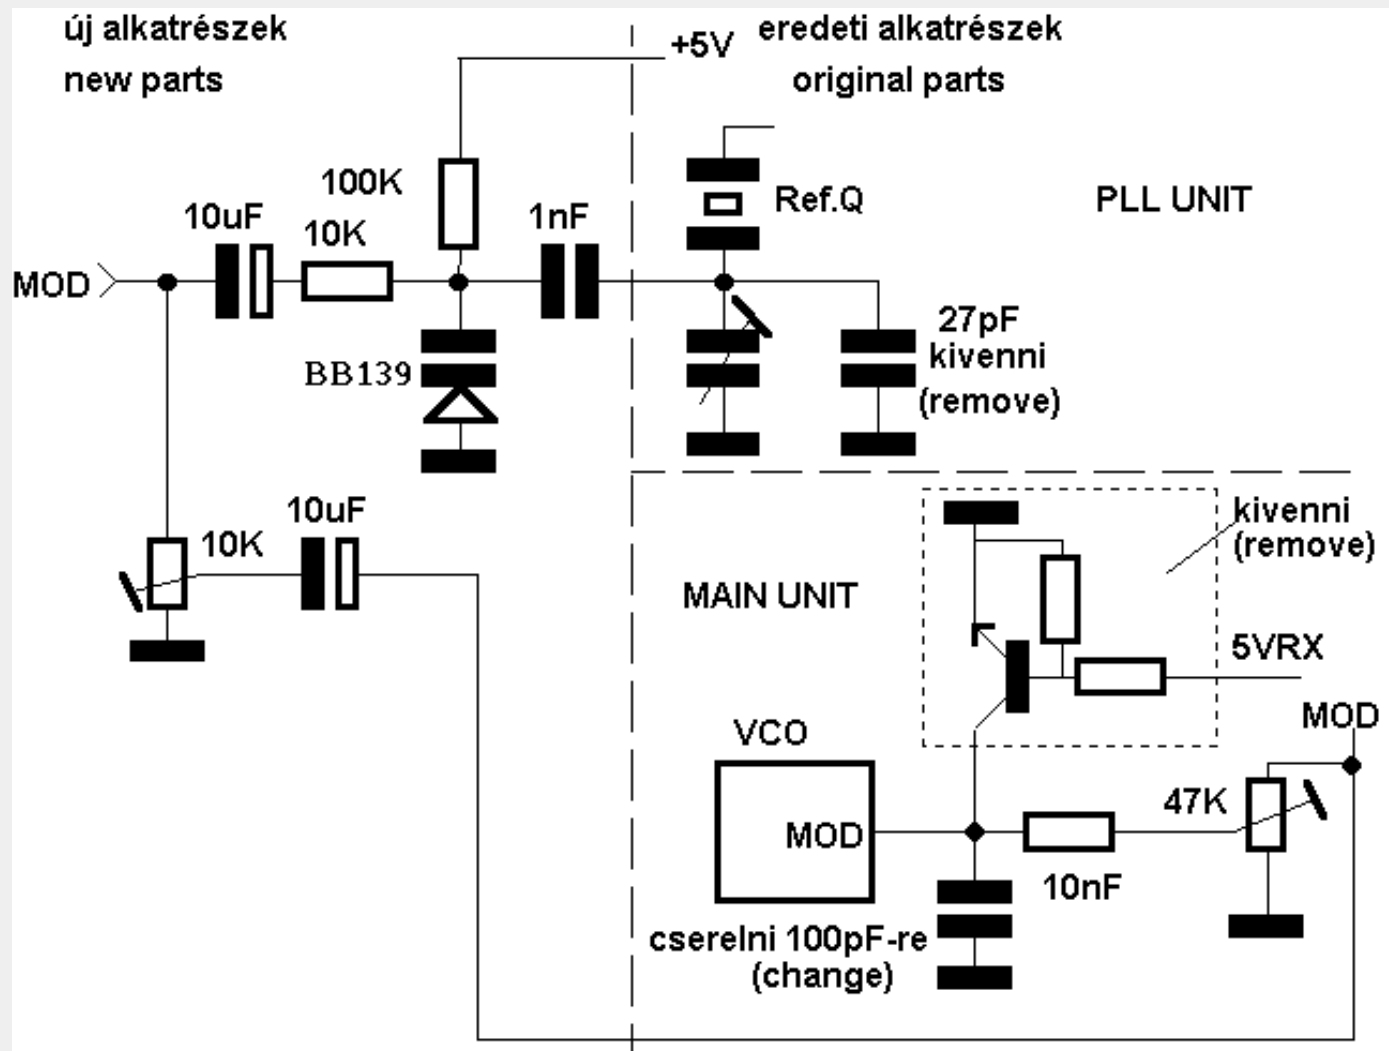 új alkatrészek
new parts
+5V
eredeti alkatrészek
original parts
100K
10uF
10K
1nF
Ref.Q
PLL UNIT
MOD
BB139
27pF
kivenni
(remove)
10uF
10K
kivenni
(remove)
MAIN UNIT
5VRX
MOD
VCO
MOD
47K
10nF
cserelni 100pF-re
(change)